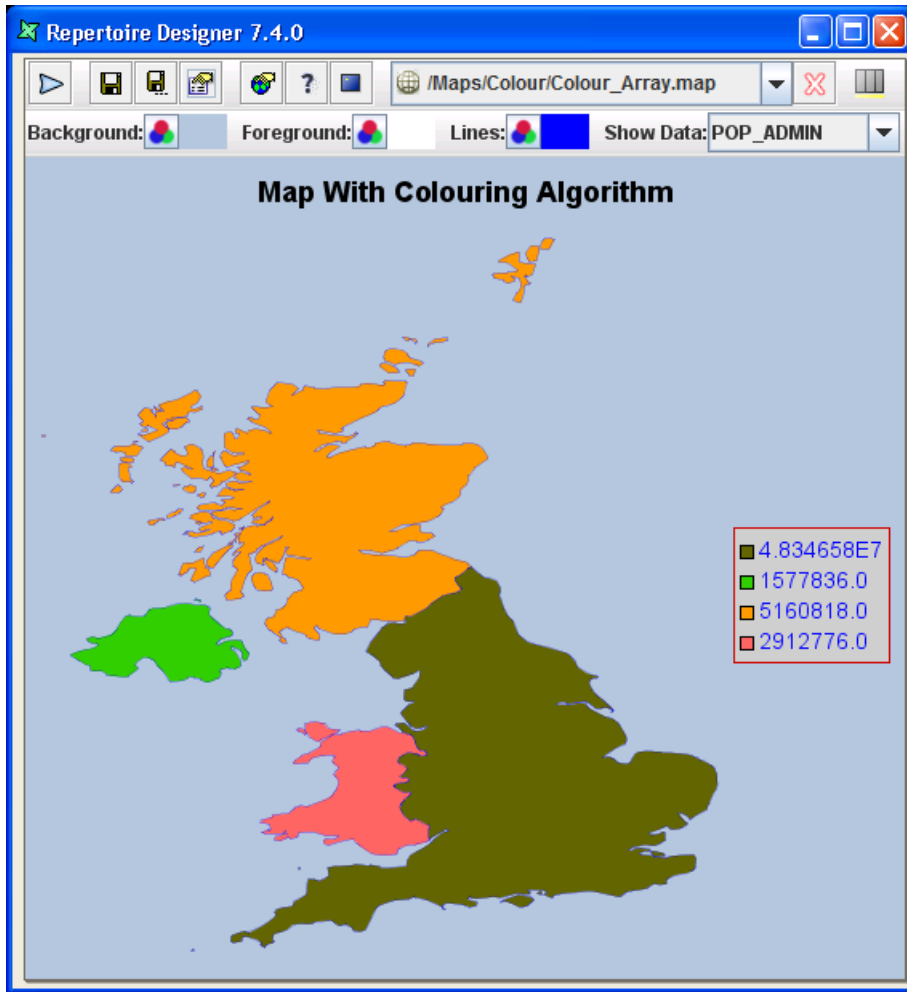 Repertoire Designer 7.4.0
? /Maps/Colour/Colour_Array.map
Background: Foreground: Lines: Show Data: POP_ADMIN
Map With Colouring Algorithm
4.834658E7
1577836.0
5160818.0
2912776.0